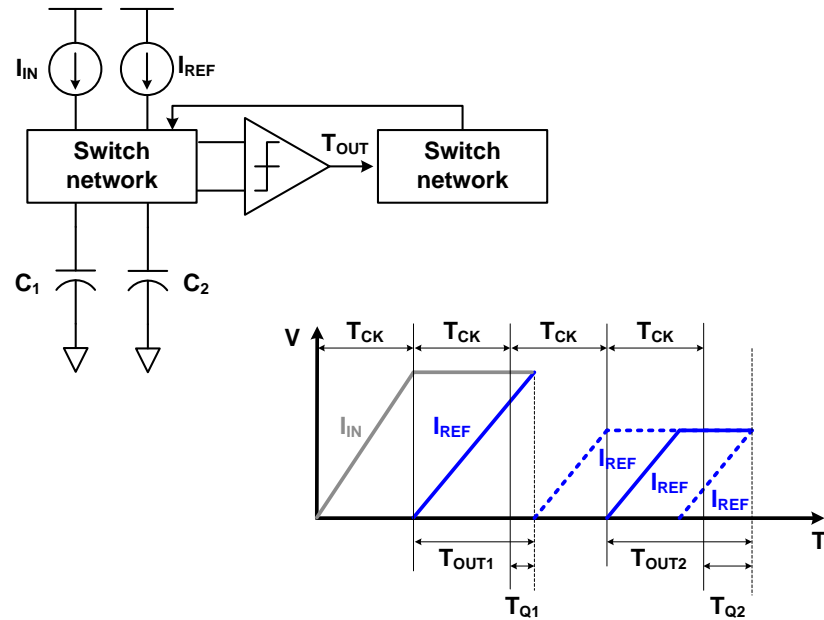 I_IN
I_REF
Switch
network
T_OUT
Switch
network
C_1
C_2
V
T_CK
T_CK
T_CK
T_CK
I_IN
I_REF
I_REF
I_REF
I_REF
T
T_OUT1
T_OUT2
T_Q1
T_Q2